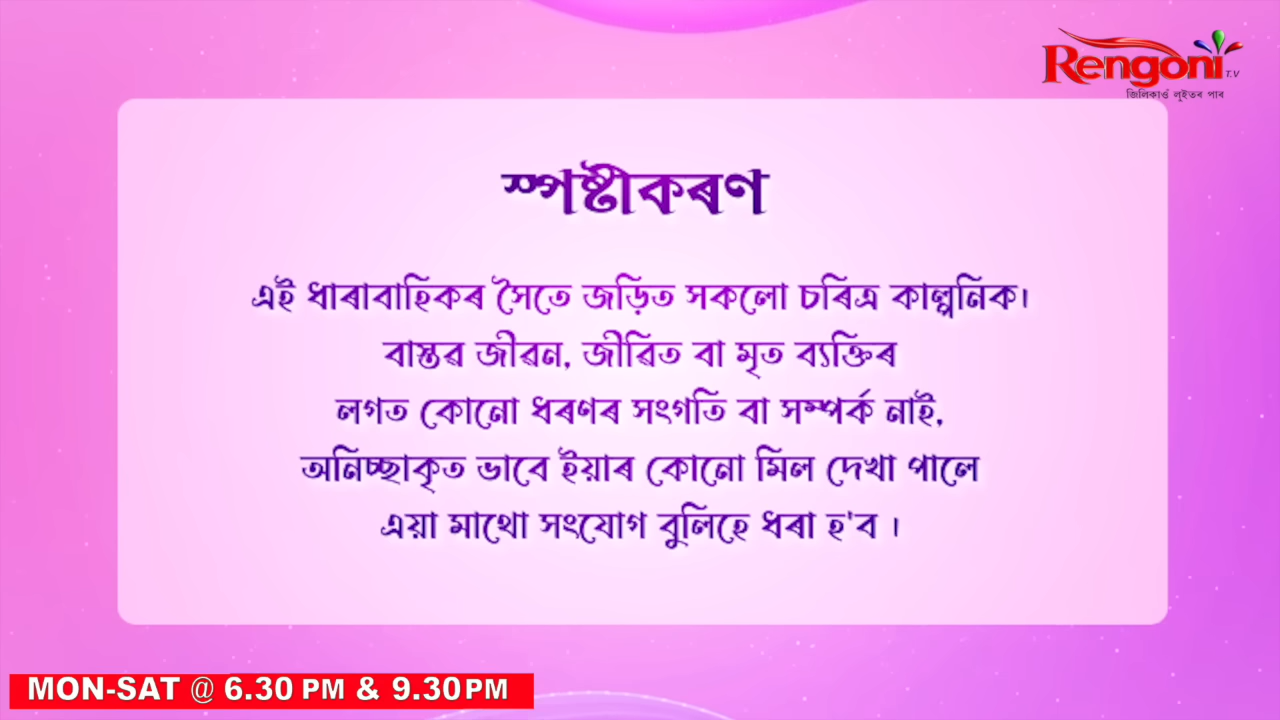 Rengoni T.V
জিলিকাওঁ লুইতৰ পাৰ
স্পষ্টীকৰণ
এই ধাৰাবাহিকৰ সৈতে জড়িত সকলো চৰিত্ৰ কাল্পনিক।
বাস্তৱ জীৱন, জীৱিত বা মৃত ব্যক্তিৰ
লগত কোনো ধৰণৰ সংগতি বা সম্পৰ্ক নাই,
অনিচ্ছাকৃত ভাবে ইয়াৰ কোনো মিল দেখা পালে
এয়া মাথো সংযোগ বুলিহে ধৰা হ'ব ।
MON-SAT @ 6.30 PM & 9.30PM